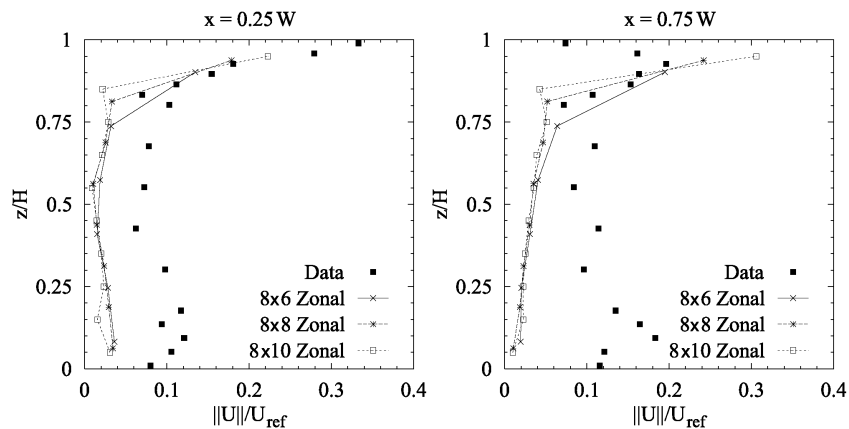 x = 0.25 W
1
0.75
0.5
0.25
0
z/H
Data
8x6 Zonal
8x8 Zonal
8x10 Zonal
0 0.1 0.2 0.3 0.4
||U||/U_ref
x = 0.75 W
1
0.75
0.5
0.25
0
z/H
Data
8x6 Zonal
8x8 Zonal
8x10 Zonal
0 0.1 0.2 0.3 0.4
||U||/U_ref